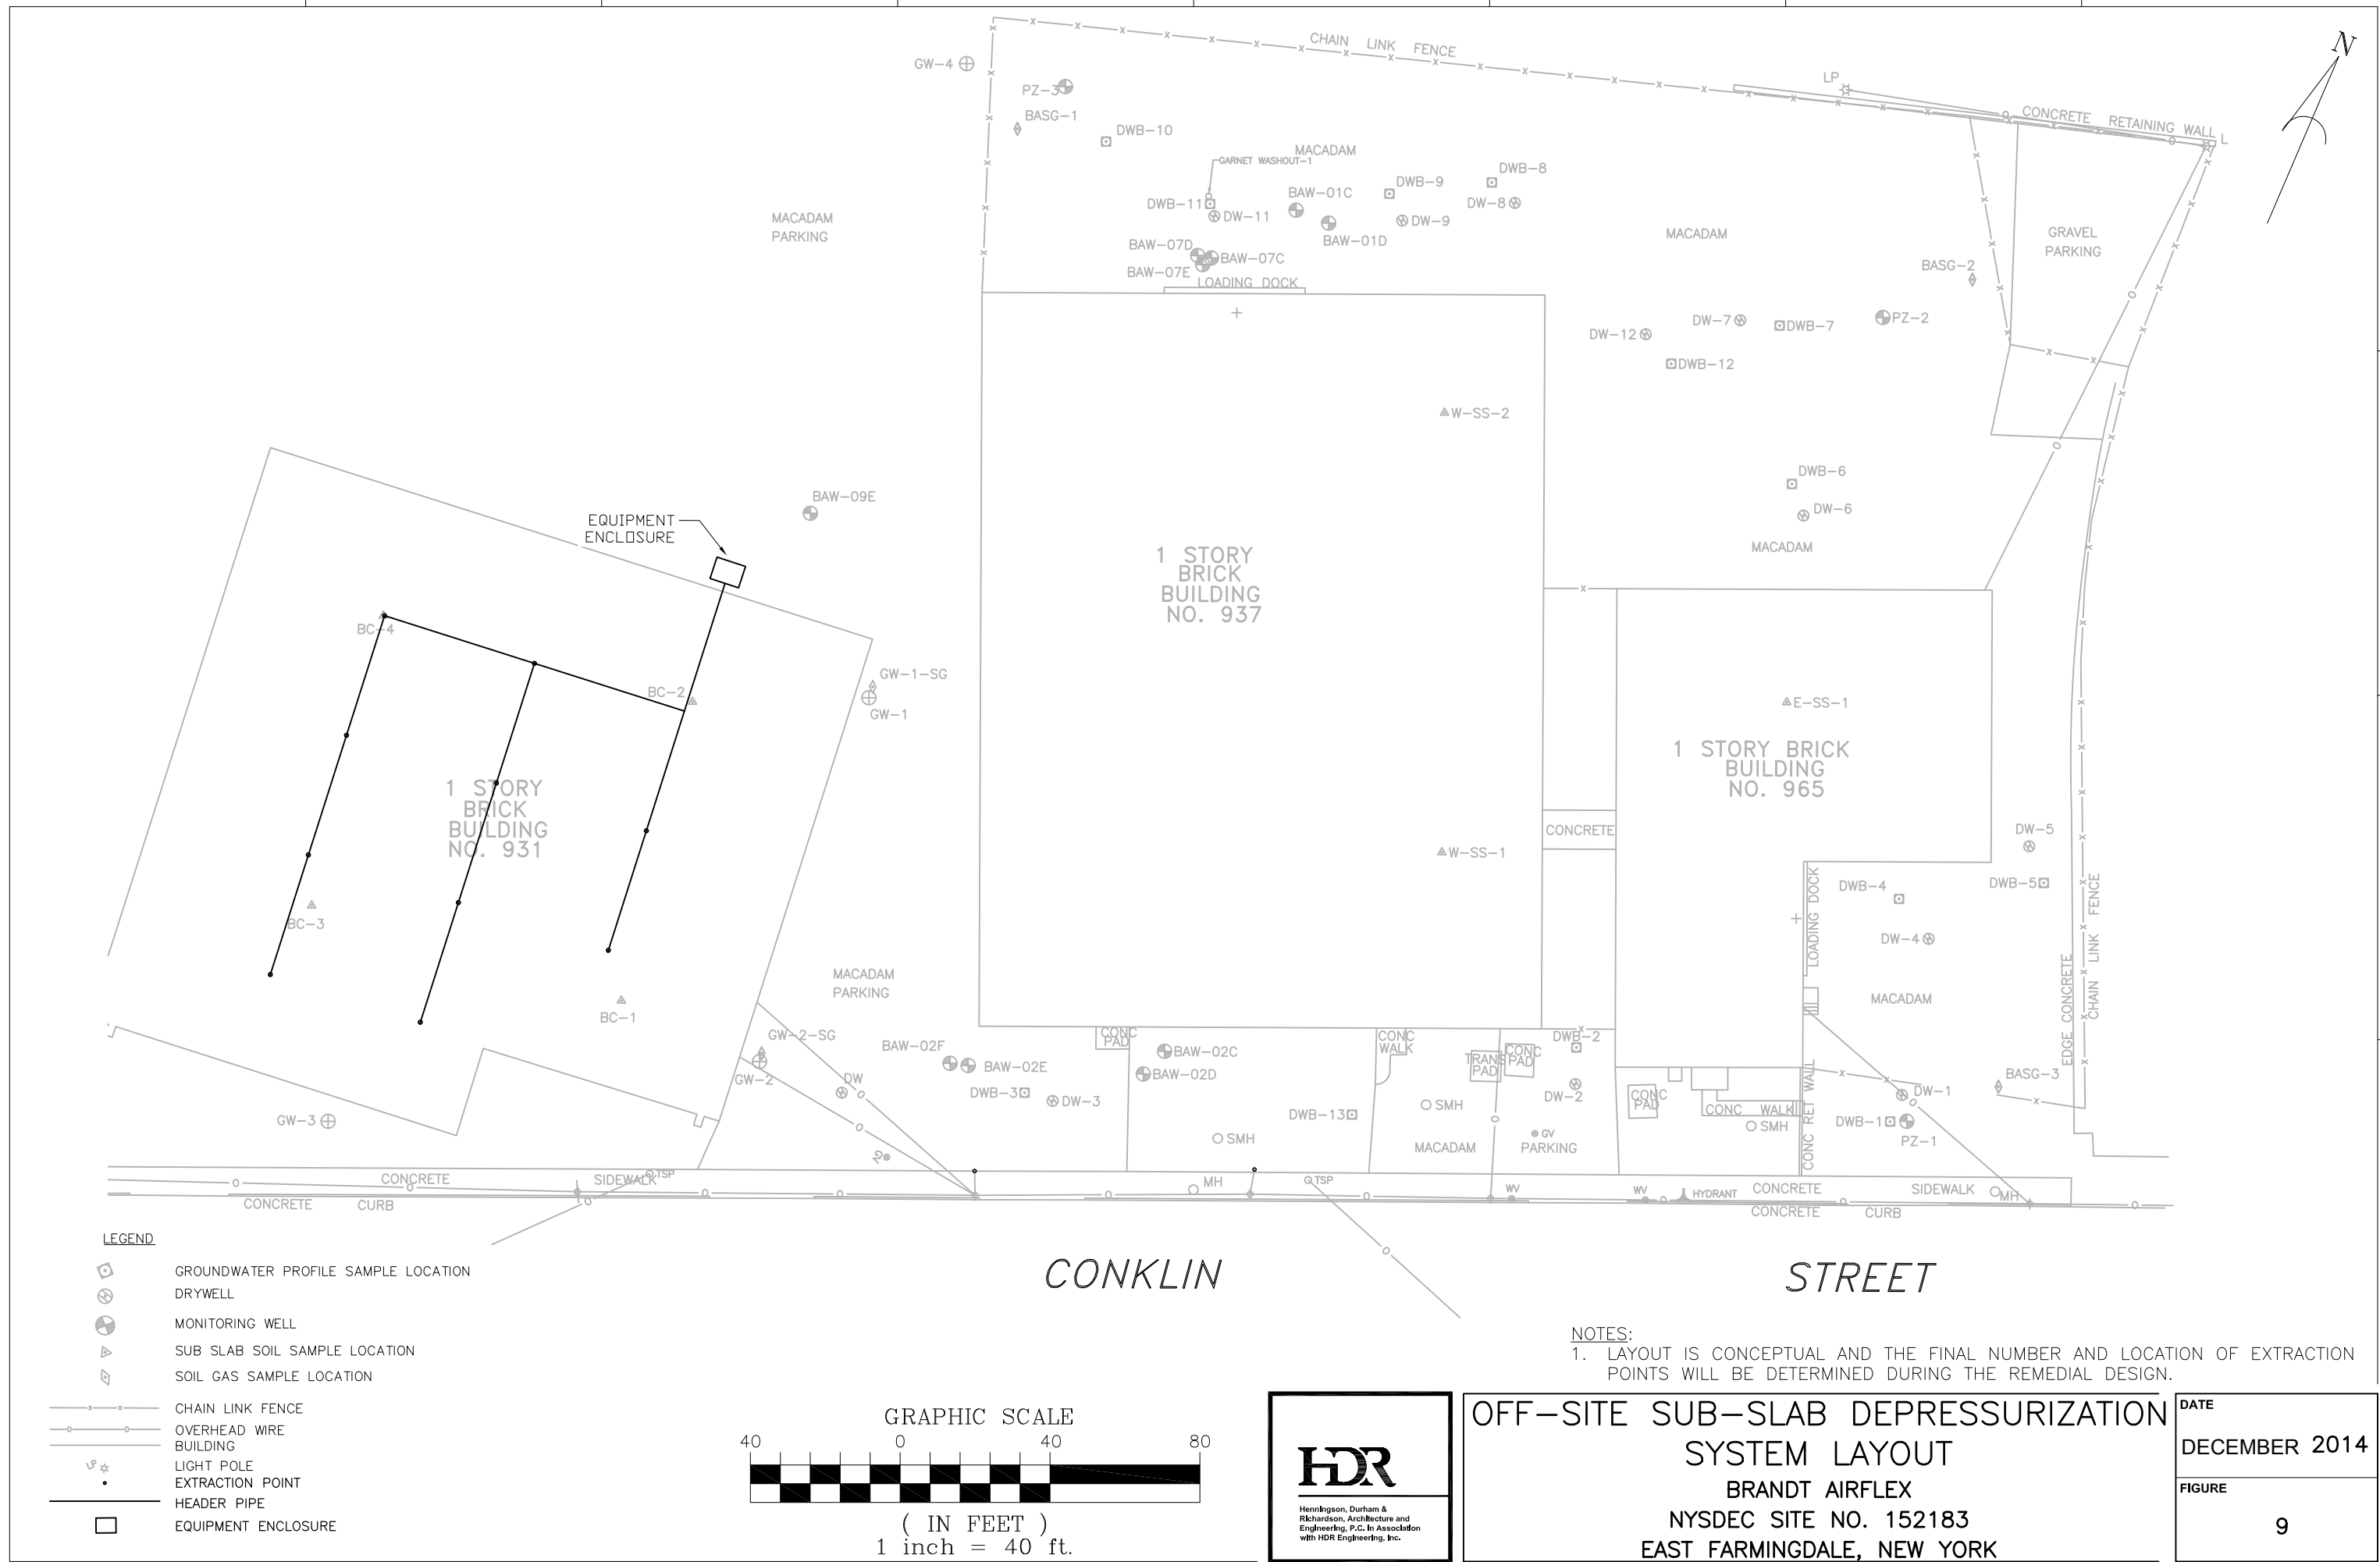 CHAIN LINK FENCE
N
GW-4
PZ-3
LP
BASG-1
DWB-10
CONCRETE RETAINING WALL
L
MACADAM
GARNET WASHOUT-1
DWB-8
DWB-9
BAW-01C
DWB-11
DW-11
DW-8
DW-9
MACADAM
PARKING
MACADAM
GRAVEL
PARKING
BAW-01D
BAW-07D
BAW-07C
BAW-07E
BASG-2
LOADING DOCK
DW-7
DWB-7
PZ-2
DW-12
DWB-12
W-SS-2
DWB-6
BAW-09E
DW-6
EQUIPMENT
ENCLOSURE
MACADAM
1 STORY
BRICK
BUILDING
NO. 937
BC-4
BC-2
GW-1-SG
GW-1
E-SS-1
1 STORY BRICK
BUILDING
NO. 965
1 STORY
BRICK
BUILDING
NO. 931
CONCRETE
W-SS-1
DW-5
DWB-4
DWB-5
LOADING DOCK
CHAIN LINK FENCE
BC-3
DW-4
MACADAM
PARKING
EDGE CONCRETE
MACADAM
BC-1
GW-2-SG
CONC
PAD
CONC
WALK
DWB-2
BAW-02F
BAW-02E
BAW-02C
BAW-02D
TRANS
PAD
CONC
PAD
GW-2
DW
DWB-3
DW-3
DW-2
BASG-3
DW-1
CONC
PAD
CONC WALK
CONC RET WALL
SMH
DWB-13
GW-3
SMH
SMH
DWB-1
PZ-1
GV
MACADAM
PARKING
CONCRETE
SIDEWALK
TSP
MH
TSP
WV
WV
HYDRANT
CONCRETE
SIDEWALK
MH
CONCRETE CURB
CONCRETE CURB
CONKLIN STREET
LEGEND
GROUNDWATER PROFILE SAMPLE LOCATION
DRYWELL
MONITORING WELL
SUB SLAB SOIL SAMPLE LOCATION
SOIL GAS SAMPLE LOCATION
CHAIN LINK FENCE
OVERHEAD WIRE
BUILDING
LP
LIGHT POLE
EXTRACTION POINT
HEADER PIPE
EQUIPMENT ENCLOSURE
GRAPHIC SCALE
40 0 40 80
( IN FEET )
1 inch = 40 ft.
NOTES:
1. LAYOUT IS CONCEPTUAL AND THE FINAL NUMBER AND LOCATION OF EXTRACTION
POINTS WILL BE DETERMINED DURING THE REMEDIAL DESIGN.
HDR
Henningson, Durham &
Richardson, Architecture and
Engineering, P.C. in Association
with HDR Engineering, Inc.
OFF-SITE SUB-SLAB DEPRESSURIZATION
SYSTEM LAYOUT
BRANDT AIRFLEX
NYSDEC SITE NO. 152183
EAST FARMINGDALE, NEW YORK
DATE
DECEMBER 2014
FIGURE
9